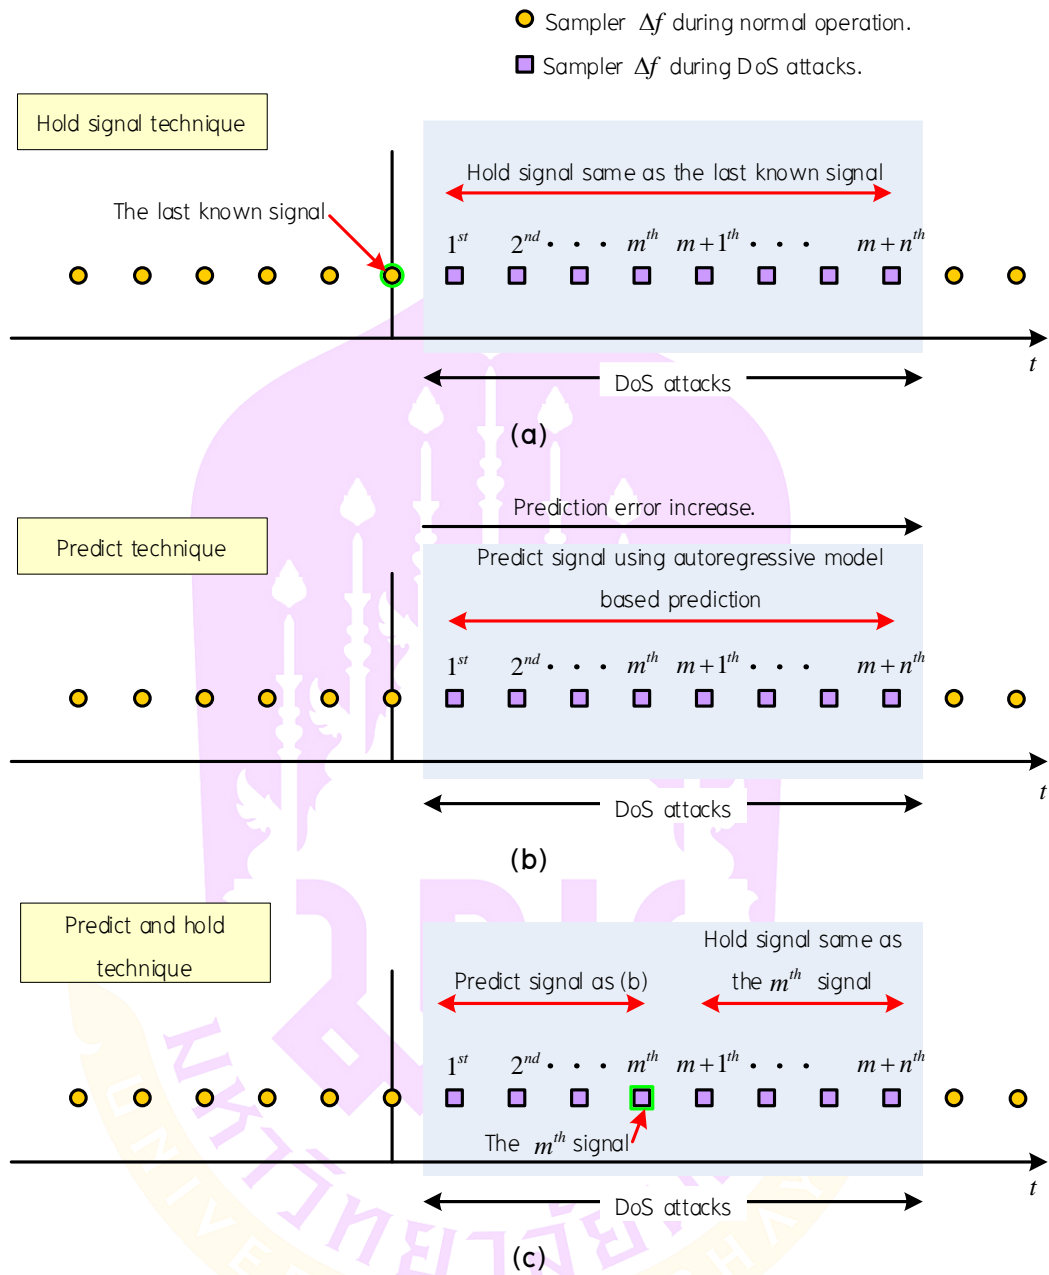 Sampler Δf during normal operation.
Sampler Δf during DoS attacks.
Hold signal technique
Hold signal same as the last known signal
The last known signal
1st 2nd · · · mth m+1th · · · m+nth
t
DoS attacks
(a)
Prediction error increase.
Predict technique
Predict signal using autoregressive model
based prediction
1st 2nd · · · mth m+1th · · · m+nth
t
DoS attacks
(b)
Predict and hold
technique
Hold signal same as
the mth signal
Predict signal as (b)
1st 2nd · · · mth m+1th · · · m+nth
The mth signal
t
DoS attacks
(c)